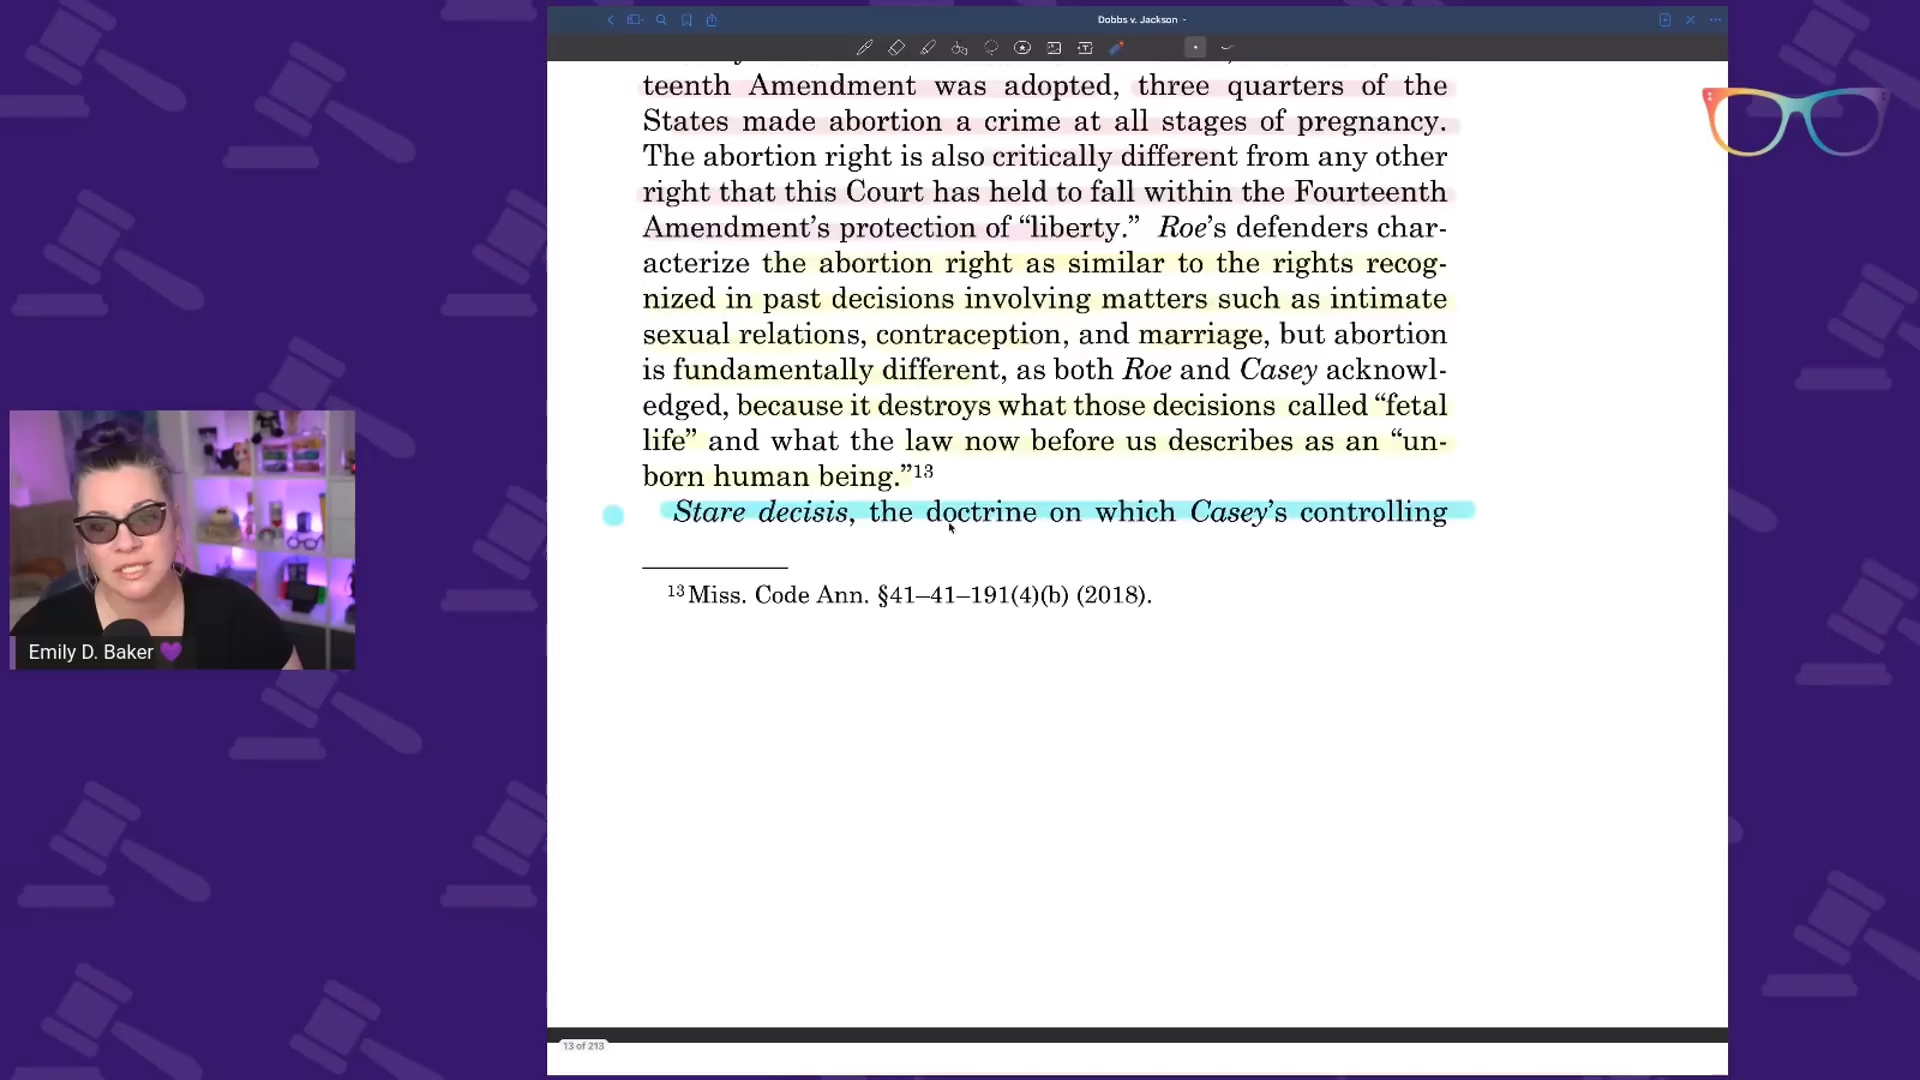 Dobbs v. Jackson
teenth Amendment was adopted, three quarters of the
States made abortion a crime at all stages of pregnancy.
The abortion right is also critically different from any other
right that this Court has held to fall within the Fourteenth
Amendment’s protection of “liberty.” Roe’s defenders char-
acterize the abortion right as similar to the rights recog-
nized in past decisions involving matters such as intimate
sexual relations, contraception, and marriage, but abortion
is fundamentally different, as both Roe and Casey acknowl-
edged, because it destroys what those decisions called “fetal
life” and what the law now before us describes as an “un-
born human being.”13
Stare decisis, the doctrine on which Casey’s controlling
13 Miss. Code Ann. §41–41–191(4)(b) (2018).
Emily D. Baker 💜
13 of 213